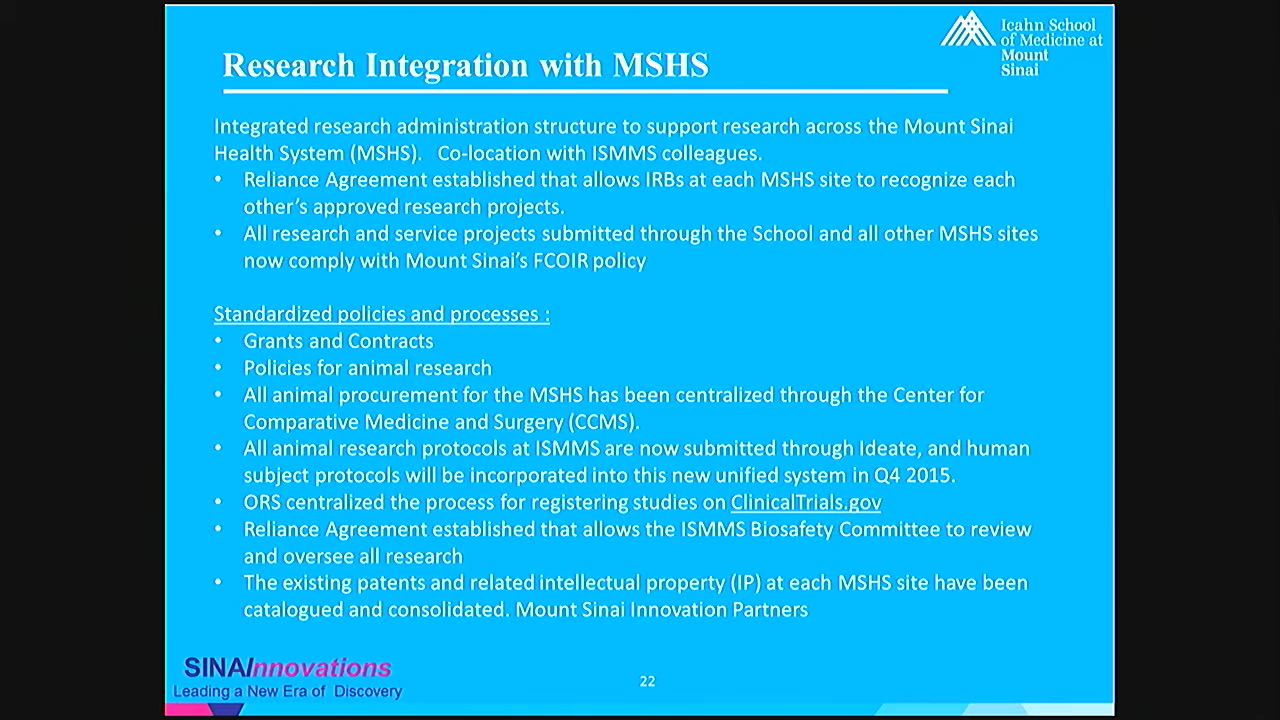 Icahn School
of Medicine at
Mount
Sinai
Research Integration with MSHS
Integrated research administration structure to support research across the Mount Sinai
Health System (MSHS).   Co-location with ISMMS colleagues.
• Reliance Agreement established that allows IRBs at each MSHS site to recognize each
other's approved research projects.
• All research and service projects submitted through the School and all other MSHS sites
now comply with Mount Sinai's FCOIR policy
Standardized policies and processes :
• Grants and Contracts
• Policies for animal research
• All animal procurement for the MSHS has been centralized through the Center for
Comparative Medicine and Surgery (CCMS).
• All animal research protocols at ISMMS are now submitted through Ideate, and human
subject protocols will be incorporated into this new unified system in Q4 2015.
• ORS centralized the process for registering studies on ClinicalTrials.gov
• Reliance Agreement established that allows the ISMMS Biosafety Committee to review
and oversee all research
• The existing patents and related intellectual property (IP) at each MSHS site have been
catalogued and consolidated. Mount Sinai Innovation Partners
SINAInnovations
Leading a New Era of  Discovery
22